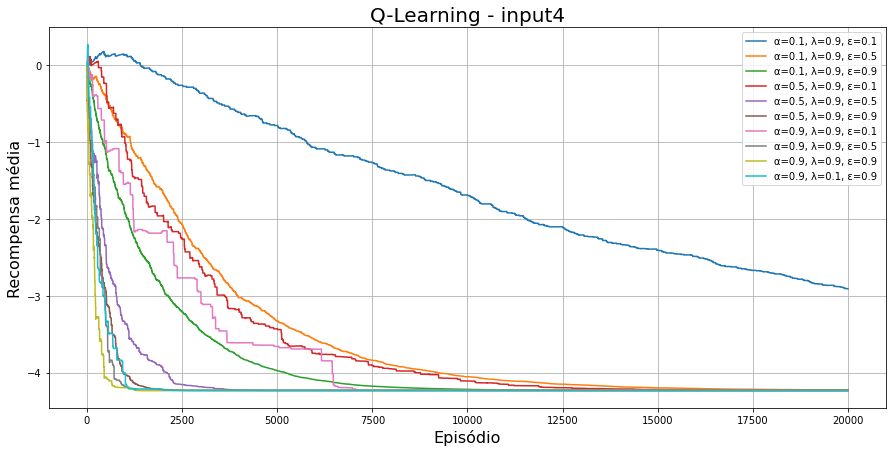 Q-Learning - input4
Recompensa média
0
−1
−2
−3
−4
α=0.1, λ=0.9, ε=0.1
α=0.1, λ=0.9, ε=0.5
α=0.1, λ=0.9, ε=0.9
α=0.5, λ=0.9, ε=0.1
α=0.5, λ=0.9, ε=0.5
α=0.5, λ=0.9, ε=0.9
α=0.9, λ=0.9, ε=0.1
α=0.9, λ=0.9, ε=0.5
α=0.9, λ=0.9, ε=0.9
α=0.9, λ=0.1, ε=0.9
0 2500 5000 7500 10000 12500 15000 17500 20000
Episódio